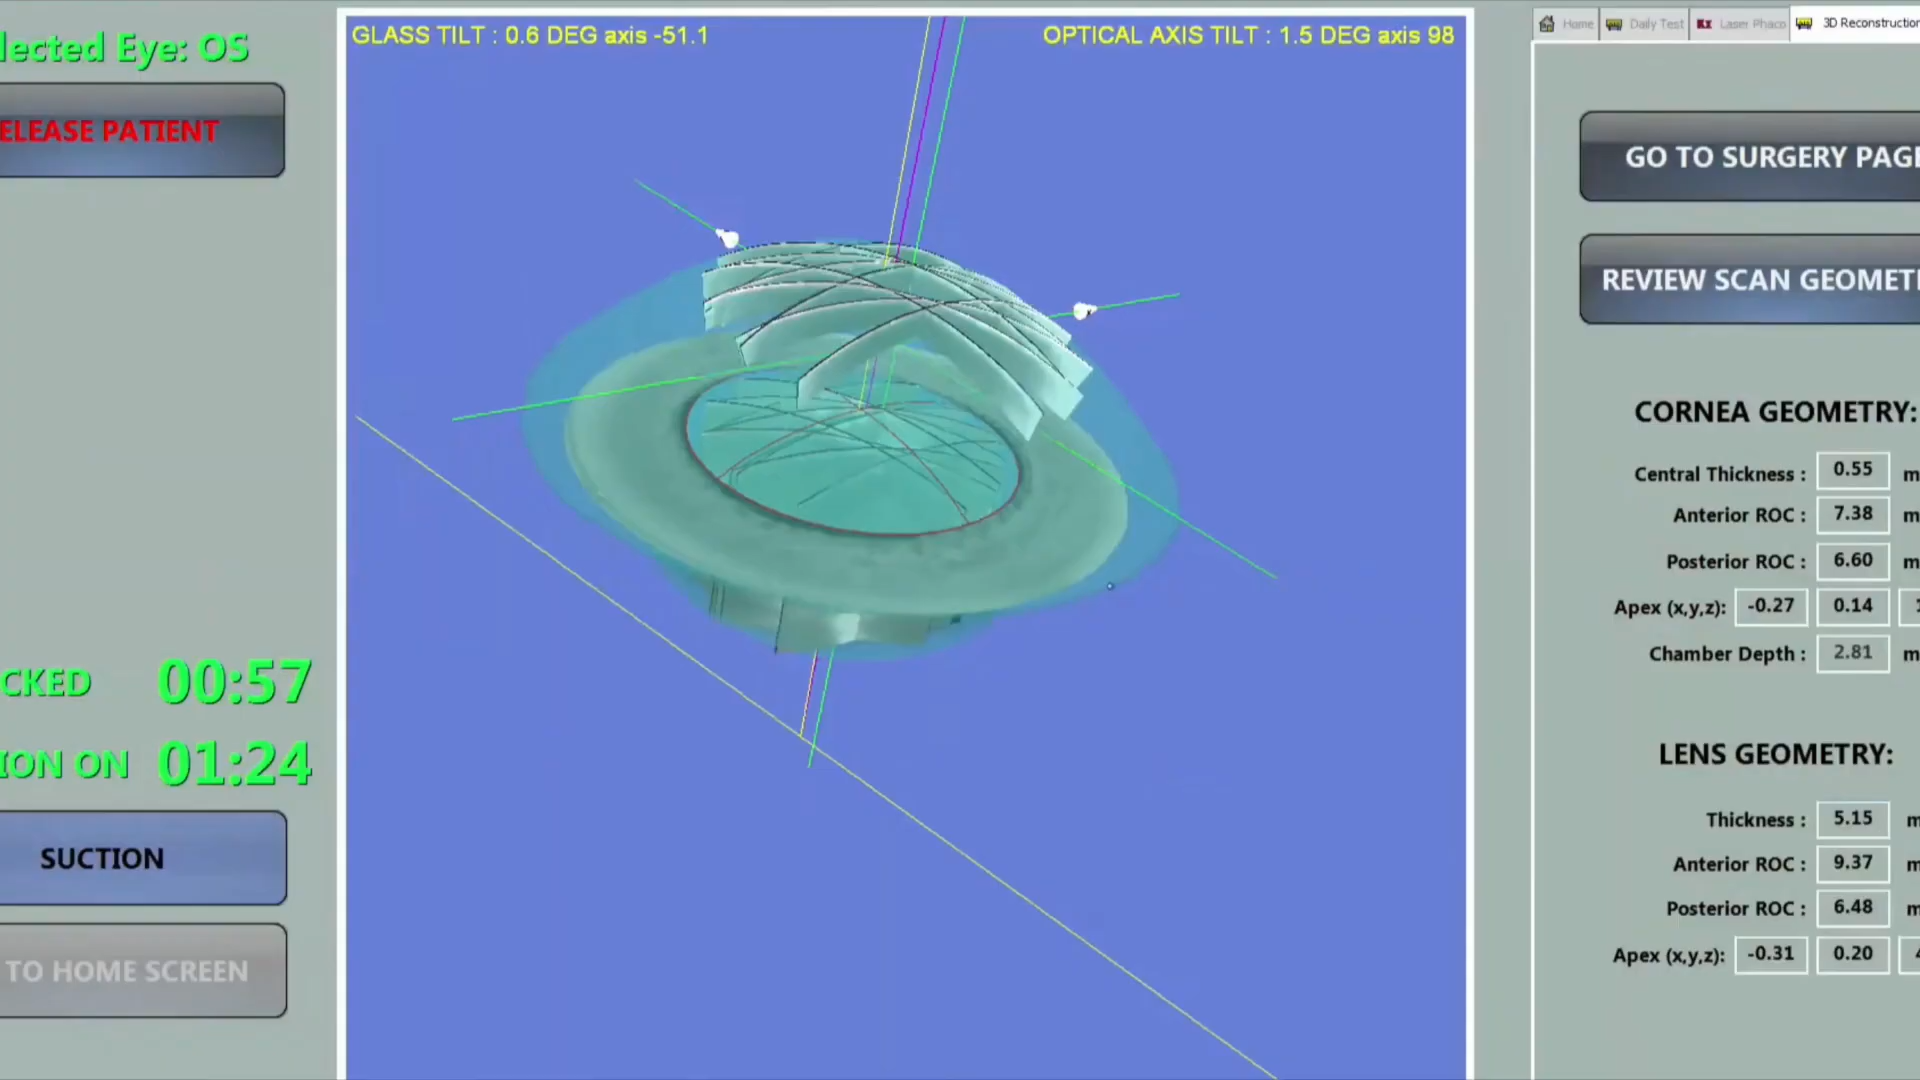 lected Eye: OS
ELEASE PATIENT
CKED 00:57
ION ON 01:24
SUCTION
TO HOME SCREEN
GLASS TILT : 0.6 DEG axis -51.1
OPTICAL AXIS TILT : 1.5 DEG axis 98
Home Daily Test Laser Phaco 3D Reconstruction
GO TO SURGERY PAGE
REVIEW SCAN GEOMET
CORNEA GEOMETRY:
Central Thickness : 0.55 m
Anterior ROC : 7.38 m
Posterior ROC : 6.60 m
Apex (x,y,z): -0.27 0.14
Chamber Depth : 2.81 m
LENS GEOMETRY:
Thickness : 5.15 m
Anterior ROC : 9.37 m
Posterior ROC : 6.48 m
Apex (x,y,z): -0.31 0.20